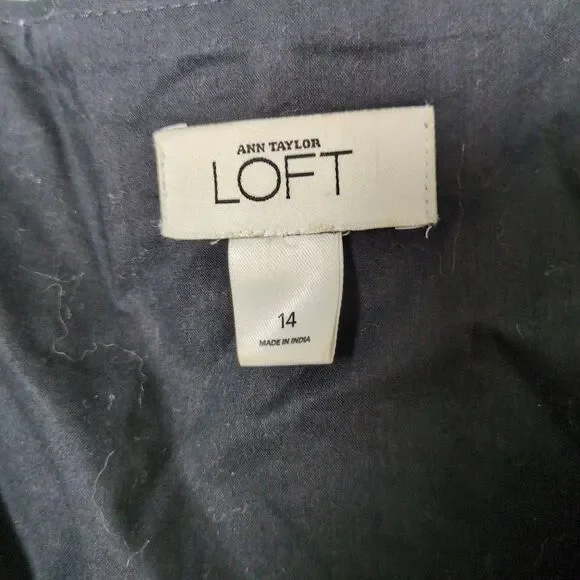 ANN TAYLOR
LOFT
14
MADE IN INDIA